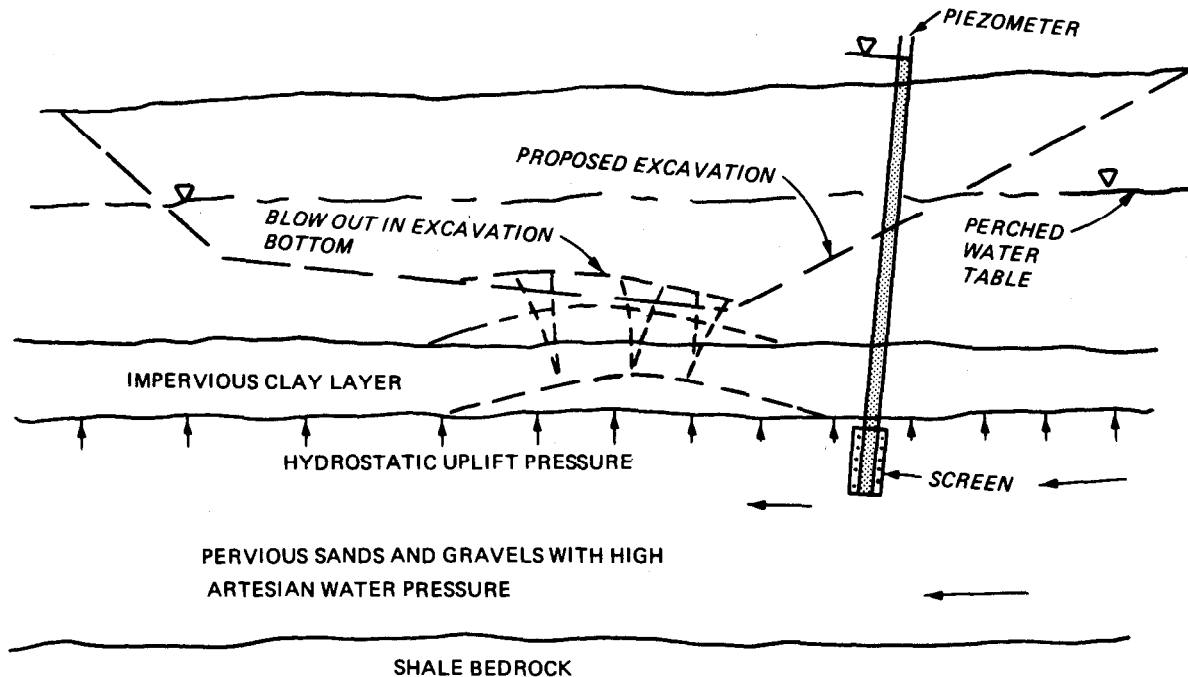 PIEZOMETER
PROPOSED EXCAVATION
BLOW OUT IN EXCAVATION
BOTTOM
PERCHED
WATER
TABLE
IMPERVIOUS CLAY LAYER
HYDROSTATIC UPLIFT PRESSURE
SCREEN
PERVIOUS SANDS AND GRAVELS WITH HIGH
ARTESIAN WATER PRESSURE
SHALE BEDROCK